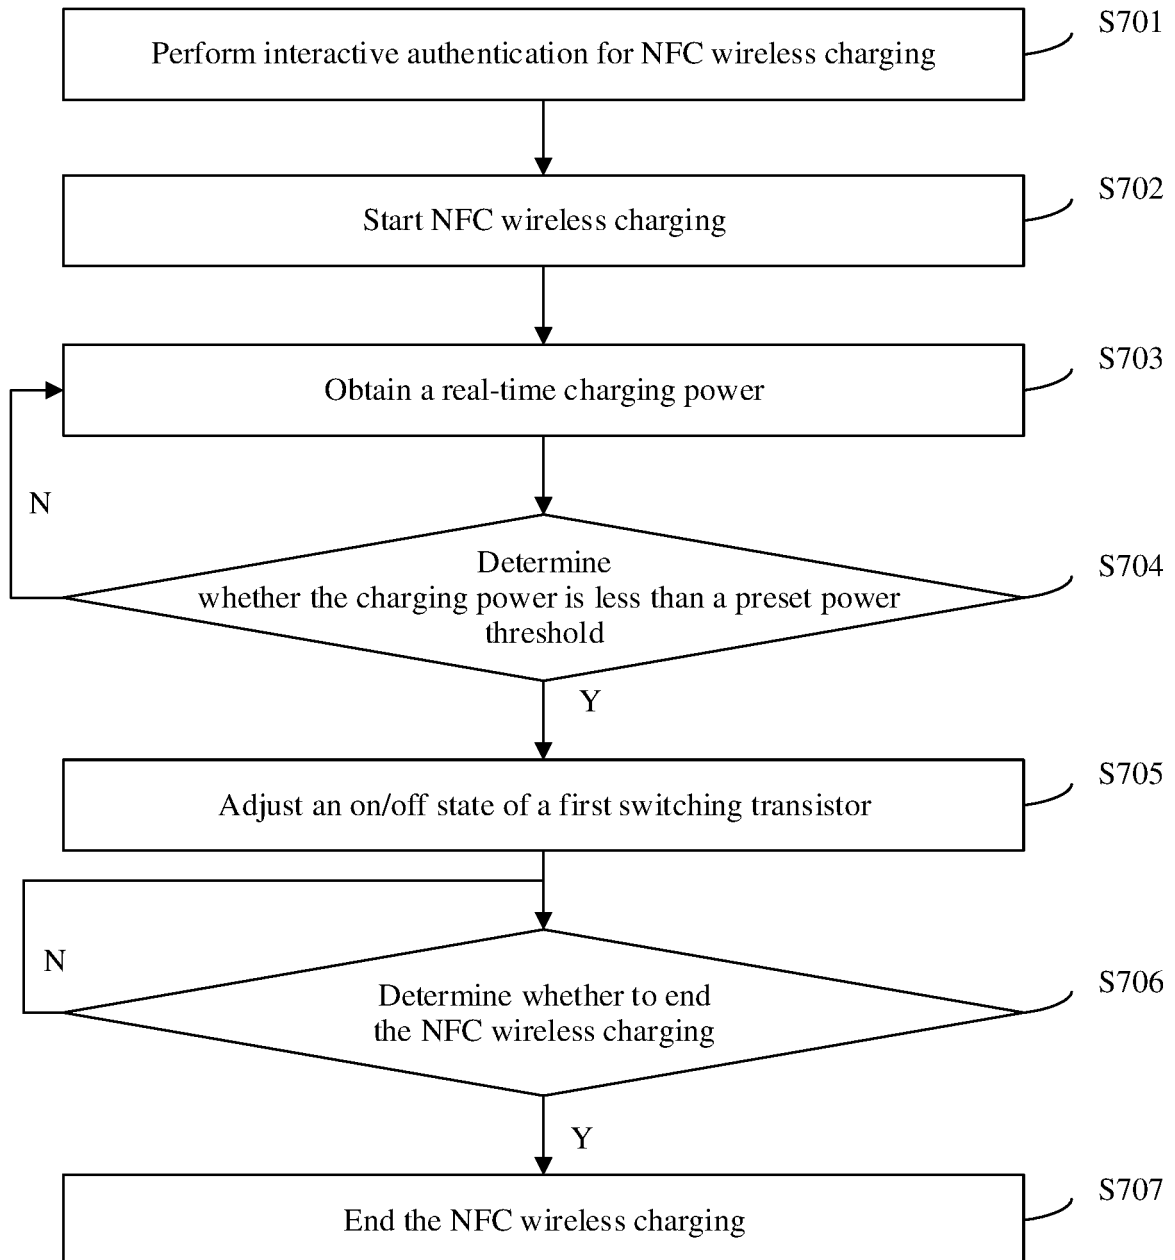 S701
Perform interactive authentication for NFC wireless charging
S702
Start NFC wireless charging
S703
Obtain a real-time charging power
N
S704
Determine
whether the charging power is less than a preset power
threshold
Y
S705
Adjust an on/off state of a first switching transistor
N
S706
Determine whether to end
the NFC wireless charging
Y
S707
End the NFC wireless charging